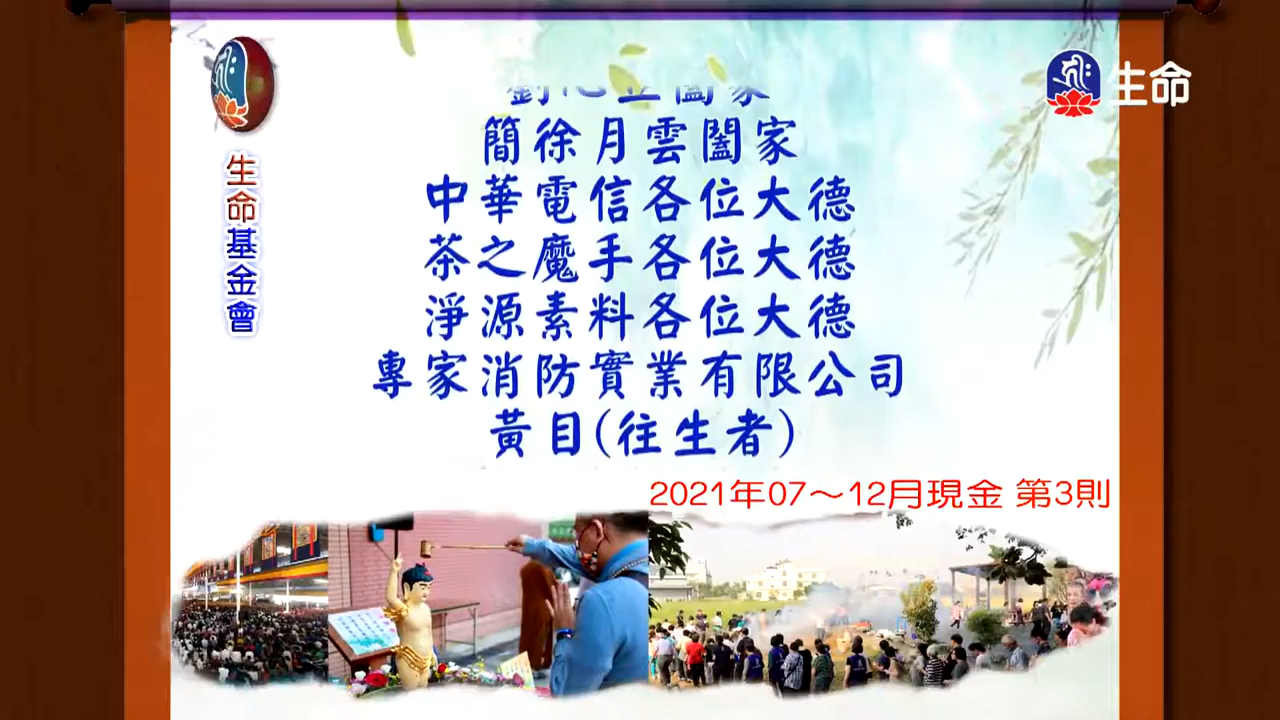 生命
生命基金會
簡徐月雲闔家
中華電信各位大德
茶之魔手各位大德
淨源素料各位大德
專家消防實業有限公司
黃目(往生者)
2021年07～12月現金 第3則